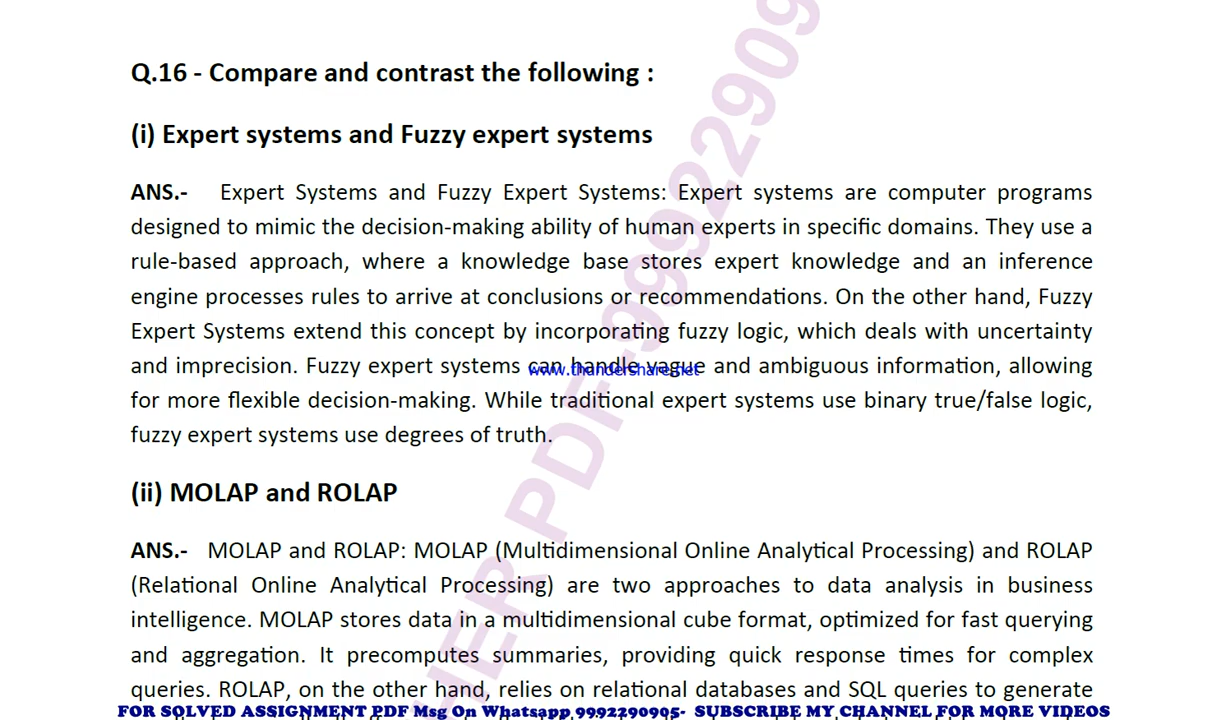 Q.16 - Compare and contrast the following :
(i) Expert systems and Fuzzy expert systems
ANS.- Expert Systems and Fuzzy Expert Systems: Expert systems are computer programs
designed to mimic the decision-making ability of human experts in specific domains. They use a
rule-based approach, where a knowledge base stores expert knowledge and an inference
engine processes rules to arrive at conclusions or recommendations. On the other hand, Fuzzy
Expert Systems extend this concept by incorporating fuzzy logic, which deals with uncertainty
and imprecision. Fuzzy expert systems can handle vague and ambiguous information, allowing
www.thundershare.net
for more flexible decision-making. While traditional expert systems use binary true/false logic,
fuzzy expert systems use degrees of truth.
(ii) MOLAP and ROLAP
ANS.- MOLAP and ROLAP: MOLAP (Multidimensional Online Analytical Processing) and ROLAP
(Relational Online Analytical Processing) are two approaches to data analysis in business
intelligence. MOLAP stores data in a multidimensional cube format, optimized for fast querying
and aggregation. It precomputes summaries, providing quick response times for complex
queries. ROLAP, on the other hand, relies on relational databases and SQL queries to generate
FOR SOLVED ASSIGNMENT PDF Msg On Whatsapp 9992290905- SUBSCRIBE MY CHANNEL FOR MORE VIDEOS
PDF-99922909